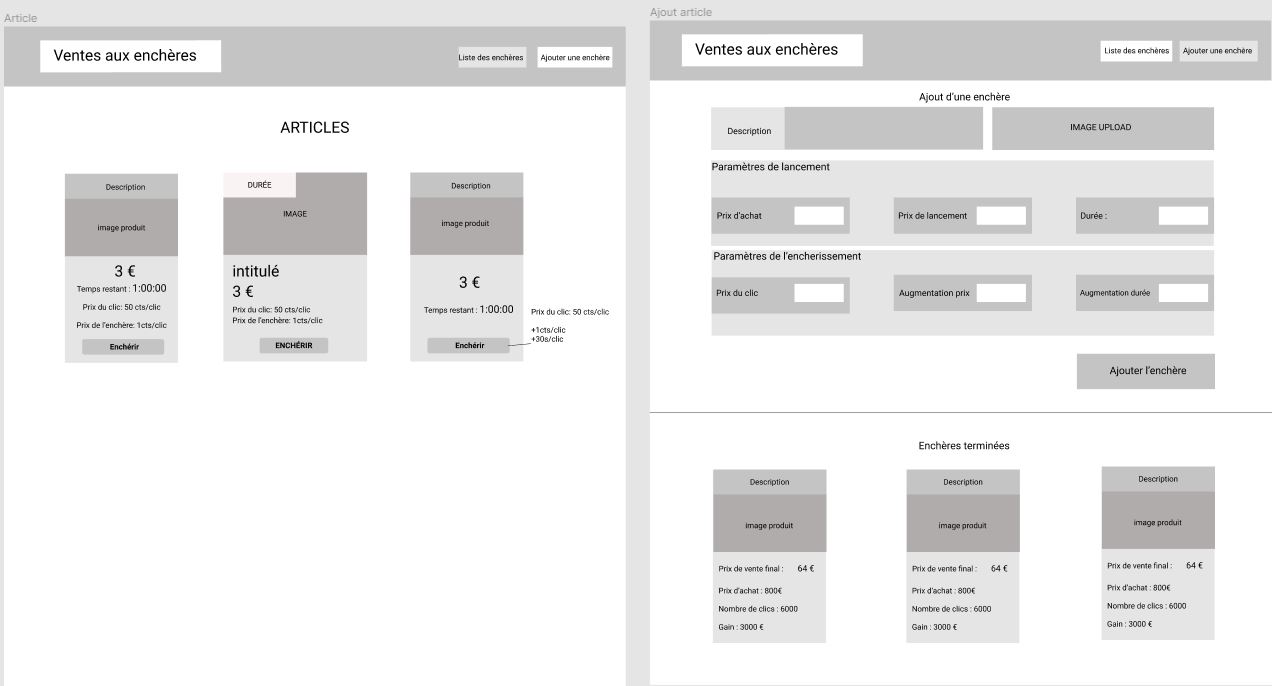 Article
Ventes aux enchères
Liste des enchères
Ajouter une enchère
ARTICLES
Description
image produit
3 €
Temps restant : 1:00:00
Prix du clic: 50 cts/clic
Prix de l'enchère: 1cts/clic
Enchérir
DURÉE
IMAGE
intitulé
3 €
Prix du clic: 50 cts/clic
Prix de l'enchère: 1cts/clic
ENCHÉRIR
Description
image produit
3 €
Temps restant : 1:00:00
Enchérir
Prix du clic: 50 cts/clic
+1cts/clic
+30s/clic
Ajout article
Ventes aux enchères
Liste des enchères
Ajouter une enchère
Ajout d'une enchère
Description
IMAGE UPLOAD
Paramètres de lancement
Prix d'achat
Prix de lancement
Durée :
Paramètres de l'encherissement
Prix du clic
Augmentation prix
Augmentation durée
Ajouter l'enchère
Enchères terminées
Description
image produit
Prix de vente final : 64 €
Prix d'achat : 800€
Nombre de clics : 6000
Gain : 3000 €
Description
image produit
Prix de vente final : 64 €
Prix d'achat : 800€
Nombre de clics : 6000
Gain : 3000 €
Description
image produit
Prix de vente final : 64 €
Prix d'achat : 800€
Nombre de clics : 6000
Gain : 3000 €